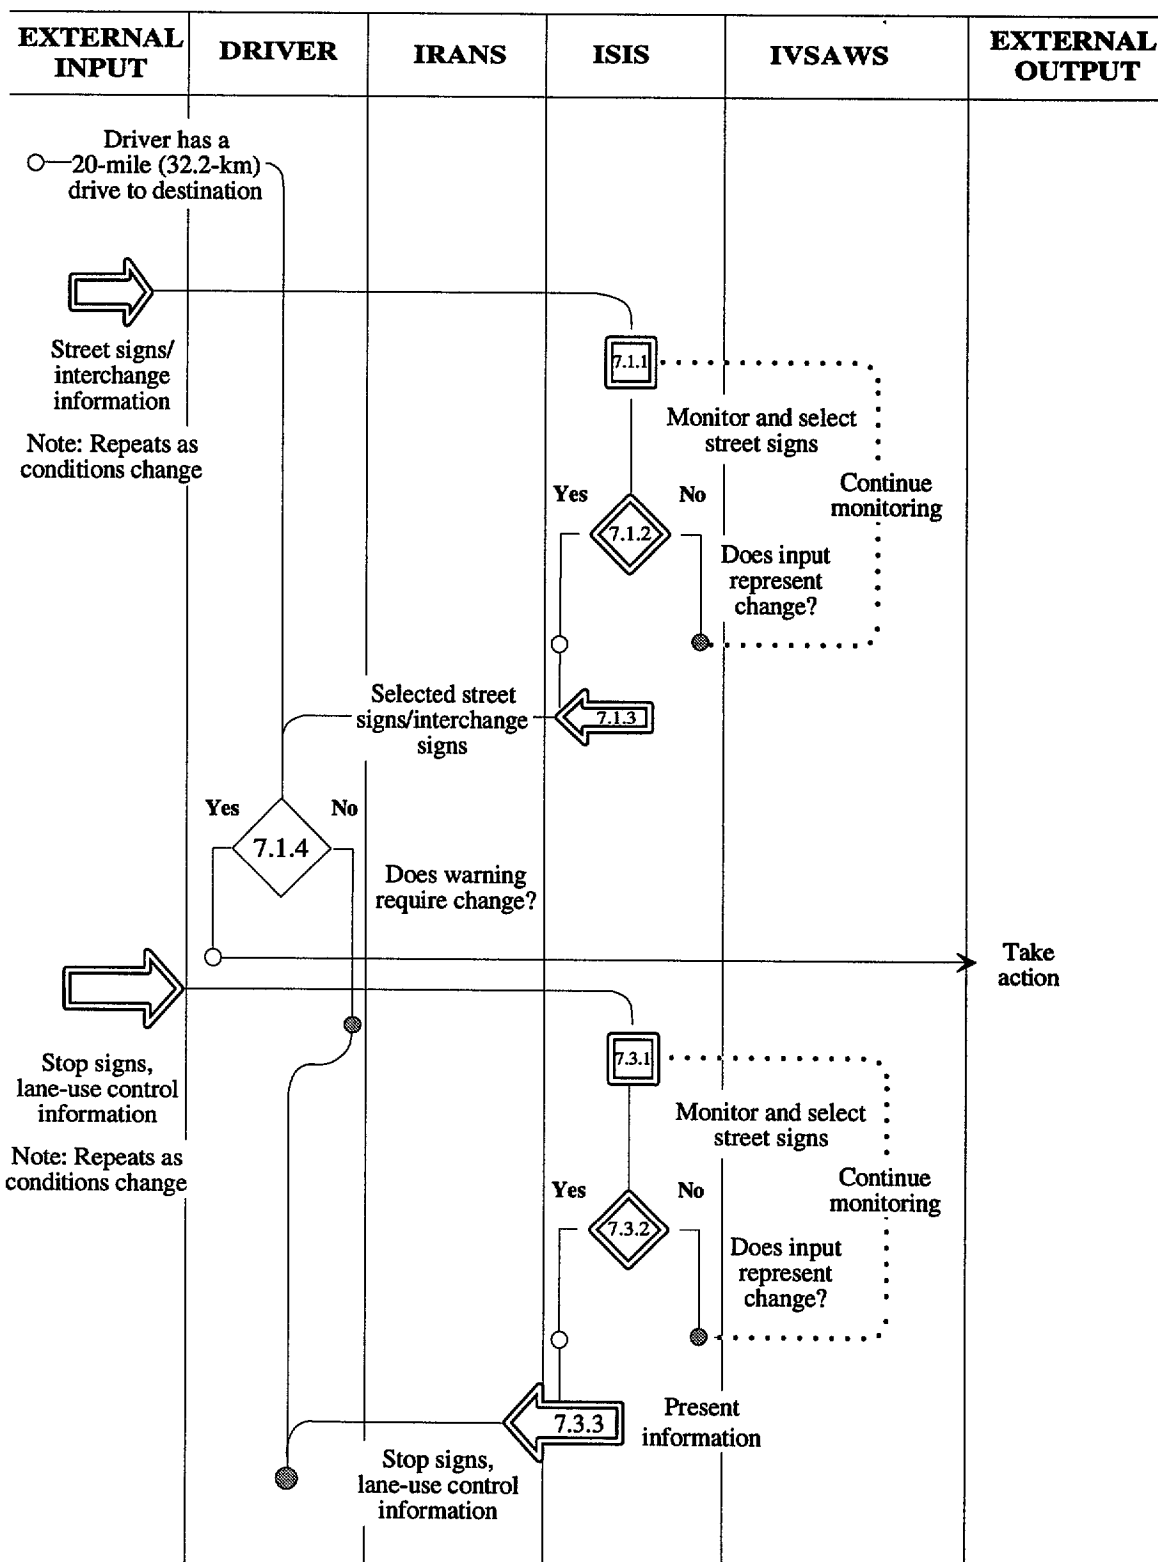 EXTERNAL
INPUT
DRIVER
IRANS
ISIS
IVSAWS
EXTERNAL
OUTPUT
Driver has a
20-mile (32.2-km)
drive to destination
Street signs/
interchange
information
Note: Repeats as
conditions change
7.1.1
Monitor and select
street signs
Continue
monitoring
Yes
No
7.1.2
Does input
represent
change?
Selected street
signs/interchange
signs
7.1.3
Yes
No
7.1.4
Does warning
require change?
Take
action
Stop signs,
lane-use control
information
Note: Repeats as
conditions change
7.3.1
Monitor and select
street signs
Continue
monitoring
Yes
No
7.3.2
Does input
represent
change?
7.3.3
Present
information
Stop signs,
lane-use control
information